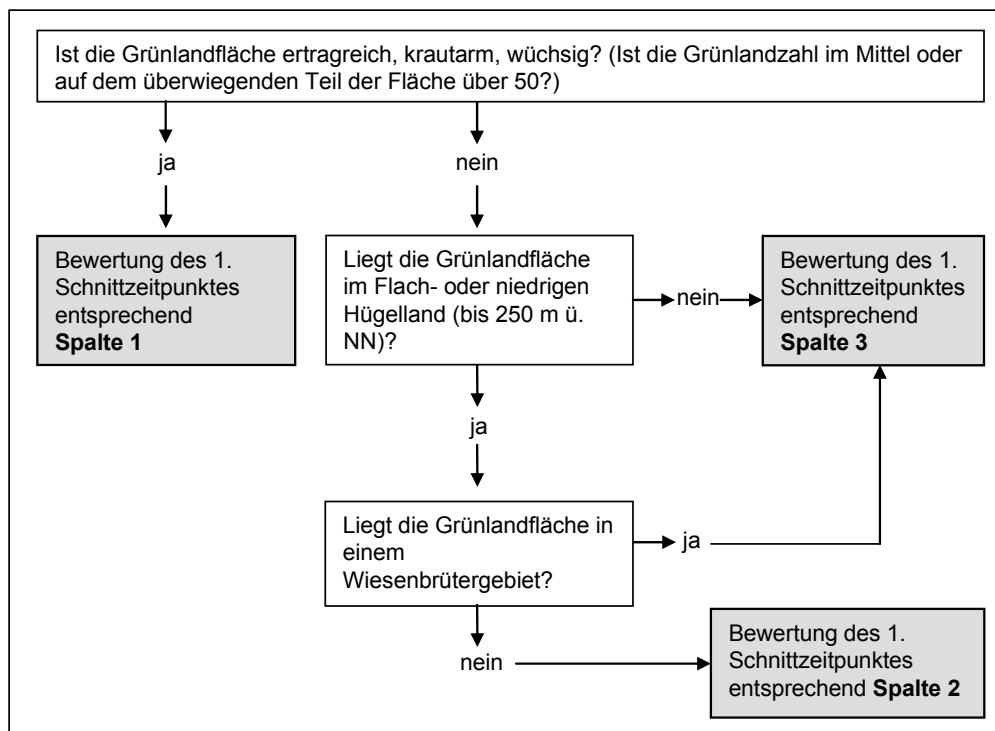 Ist die Grünlandfläche ertragreich, krautarm, wüchsig? (Ist die Grünlandzahl im Mittel oder
auf dem überwiegenden Teil der Fläche über 50?)
ja
nein
Bewertung des 1.
Schnittzeitpunktes
entsprechend
Spalte 1
Liegt die Grünlandfläche
im Flach- oder niedrigen
Hügelland (bis 250 m ü.
NN)?
nein
Bewertung des 1.
Schnittzeitpunktes
entsprechend
Spalte 3
ja
Liegt die Grünlandfläche in
einem
Wiesenbrütergebiet?
ja
nein
Bewertung des 1.
Schnittzeitpunktes
entsprechend Spalte 2